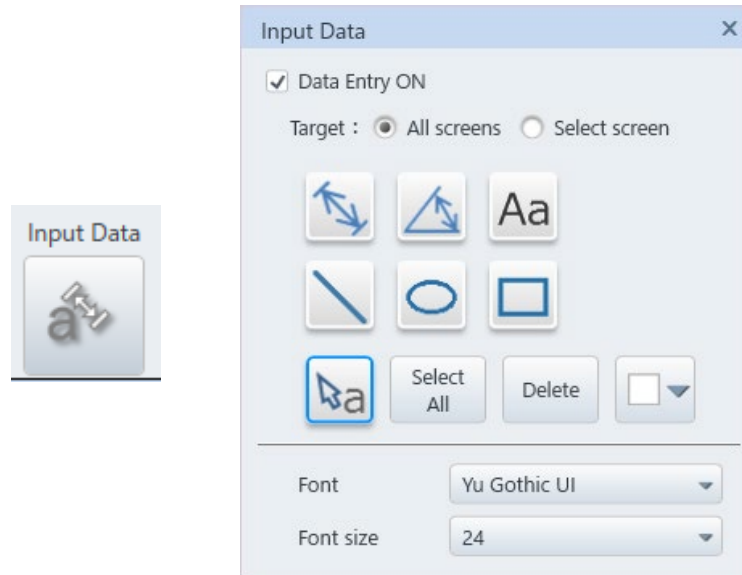 Input Data
a
Input Data
Data Entry ON
Target : All screens Select screen
Aa
a
Select
All
Delete
Font Yu Gothic UI
Font size 24